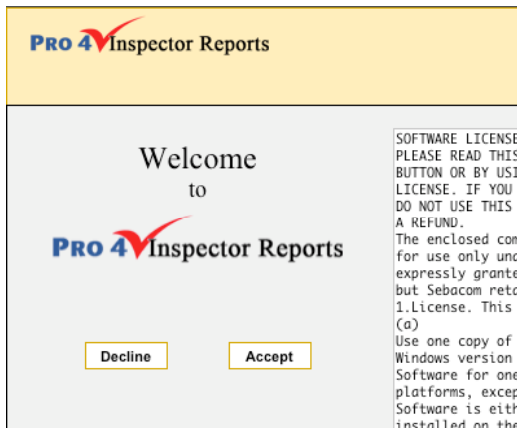 PRO 4 Inspector Reports
Welcome
to
PRO 4 Inspector Reports
Decline
Accept
SOFTWARE LICENSE
PLEASE READ THIS
BUTTON OR BY USI
LICENSE. IF YOU
DO NOT USE THIS
A REFUND.
The enclosed com
for use only und
expressly grante
but Sebacom reta
1.License. This
(a)
Use one copy of
Windows version
Software for one
platforms, excep
Software is eith
installed on the